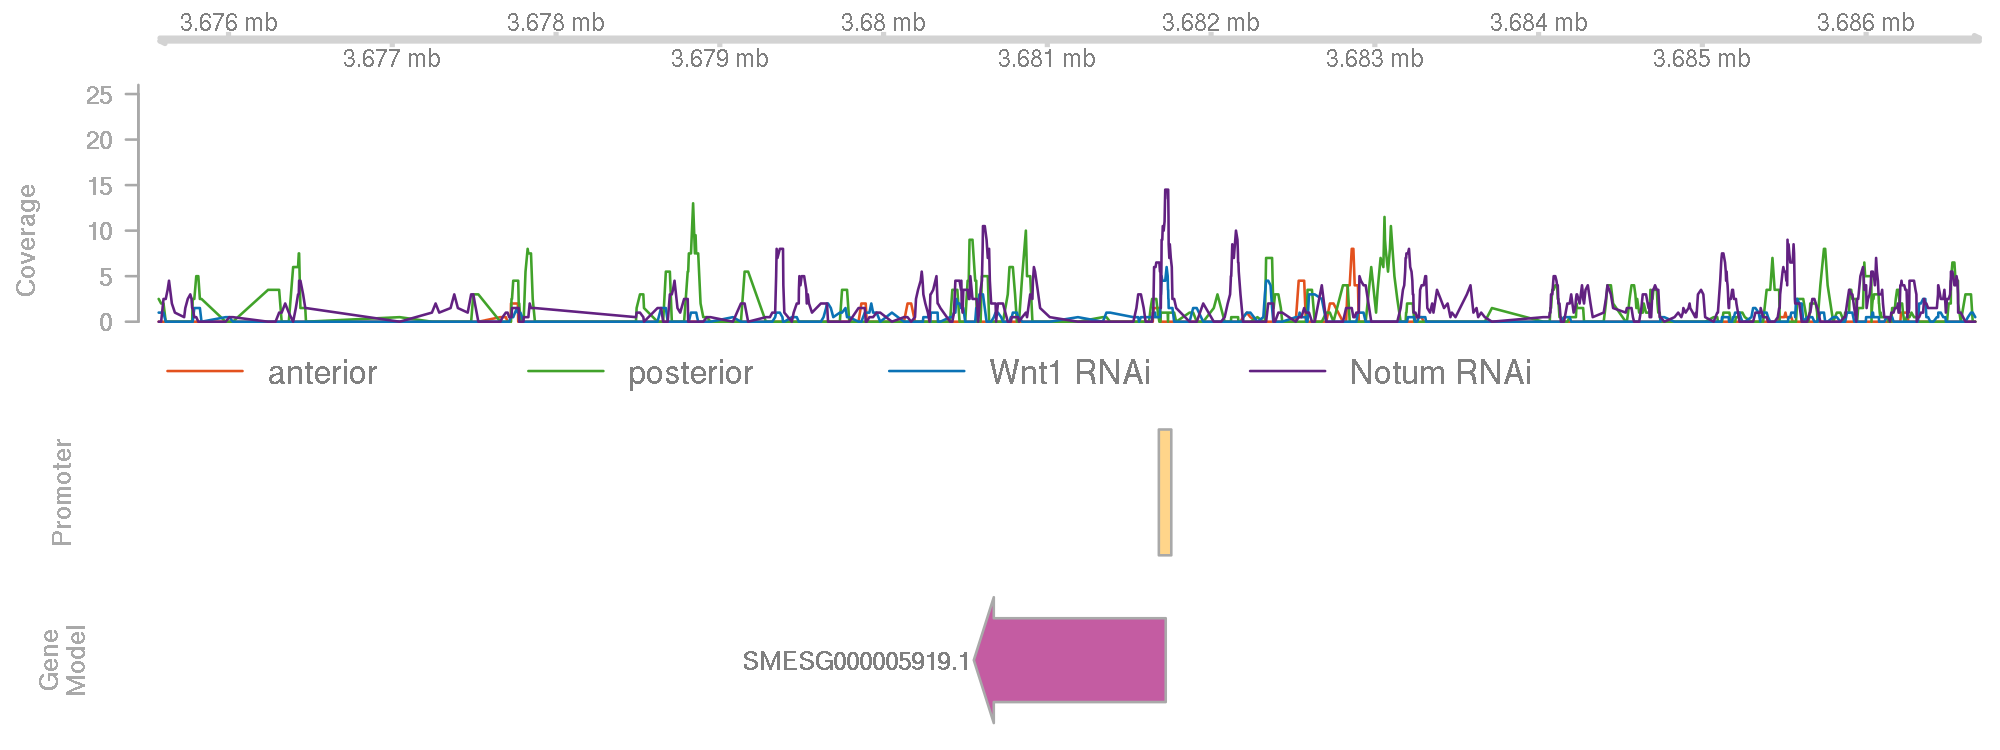 3.676 mb 3.678 mb 3.68 mb 3.682 mb 3.684 mb 3.686 mb
3.677 mb 3.679 mb 3.681 mb 3.683 mb 3.685 mb
Coverage
25
20
15
10
5
0
anterior posterior Wnt1 RNAi Notum RNAi
Promoter
Gene
Model
SMESG000005919.1